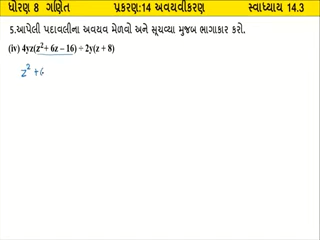 ધોરણ 8 ગણિત પ્રકરણ:14 અવયવીકરણ સ્વાધ્યાય 14.3
5.આપેલી પદાવલીના અવયવ મેળવો અને સૂચવ્યા મુજબ ભાગાકાર કરો.
(iv) 4yz(z²+ 6z – 16) ÷ 2y(z + 8)
z² +6